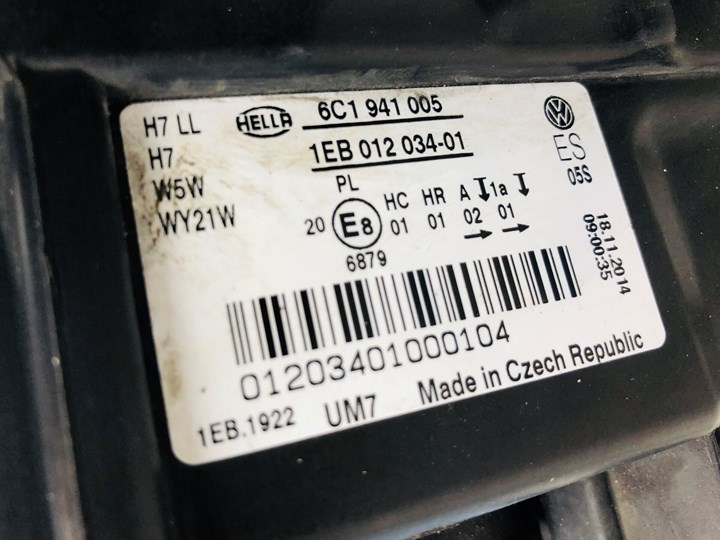 H7 LL HELLA 6C1 941 005
H7 1EB 012 034-01 ES
W5W PL 05S
WY21W HC HR A 1a
20 E8 01 01 02 01
6879
18.11.2014
09:00:35
01203401000104
1EB.1922 UM7 Made in Czech Republic